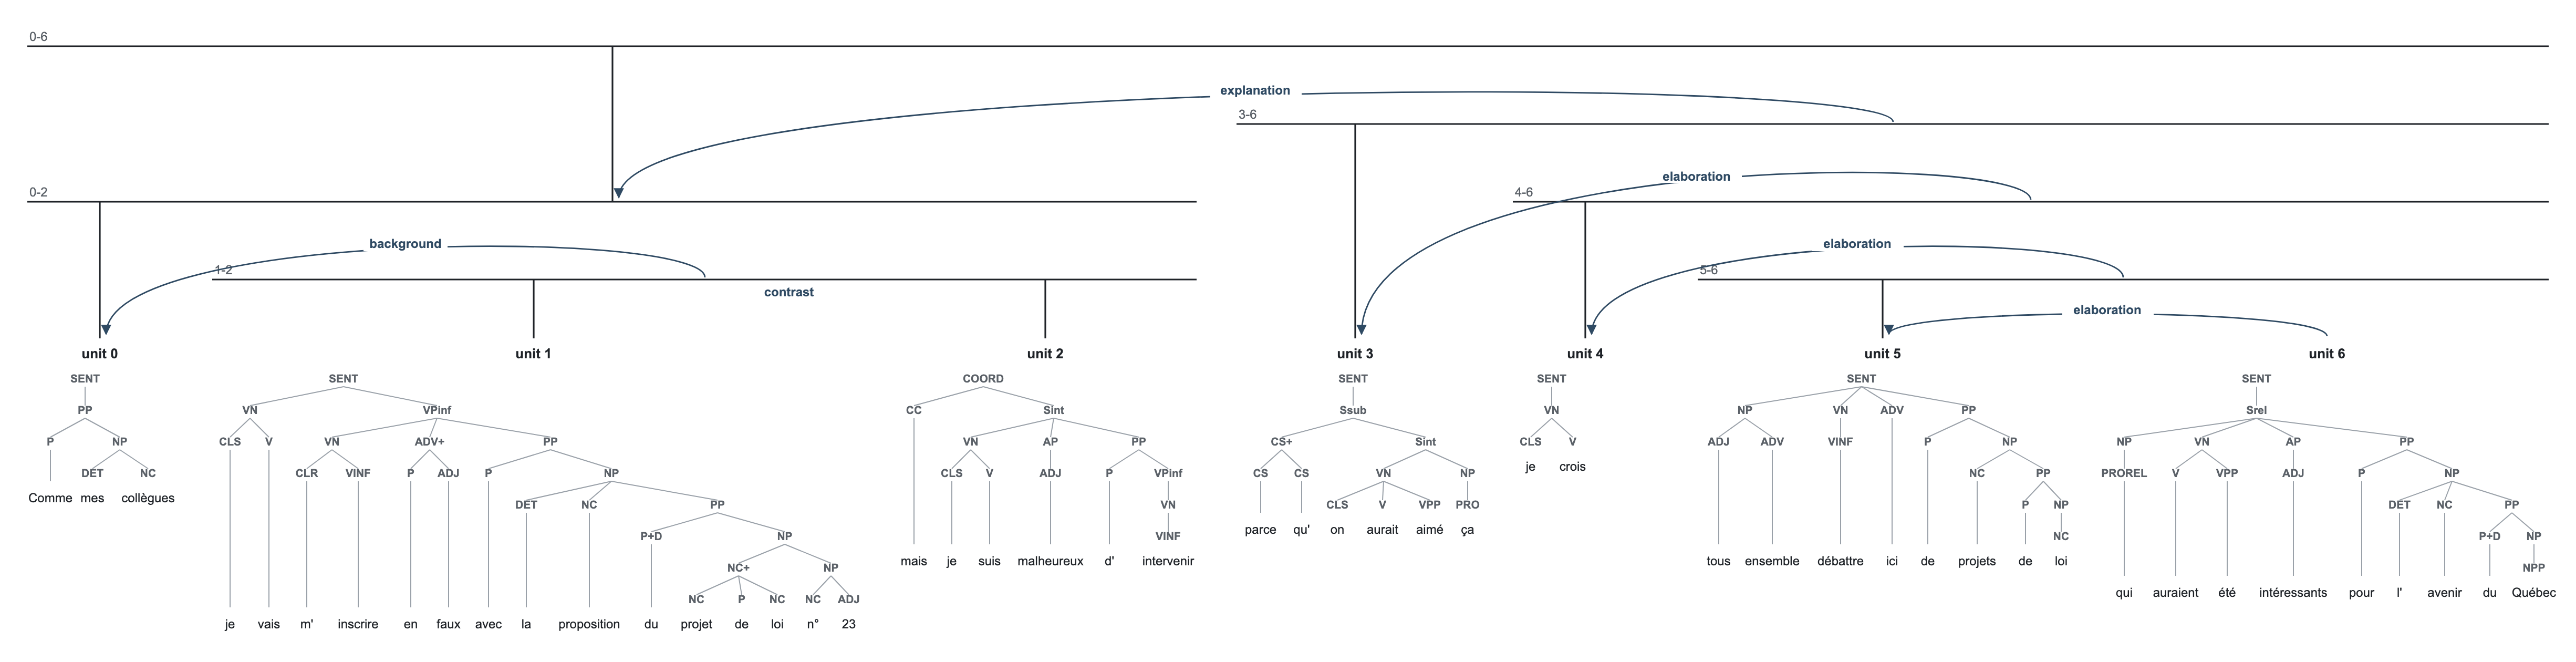 0-6
explanation
3-6
elaboration
0-2 4-6
background elaboration
1-2 5-6
contrast
elaboration
unit 0 unit 1 unit 2 unit 3 unit 4 unit 5 unit 6
SENT SENT COORD SENT SENT SENT SENT
PP VN VPinf CC Sint Ssub VN NP VN ADV PP Srel
P NP CLS V VN ADV+ PP VN AP PP CS+ Sint CLS V ADJ ADV VINF P NP NP VN AP PP
je crois
DET NC CLR VINF P ADJ P NP CLS V ADJ P VPinf CS CS VN NP NC PP PROREL V VPP ADJ P NP
Comme mes collègues
DET NC PP VN CLS V VPP PRO P NP DET NC PP
parce qu' on aurait aimé ça
P+D NP VINF NC P+D NP
mais je suis malheureux d' intervenir tous ensemble débattre ici de projets de loi
NC+ NP NPP
qui auraient été intéressants pour l' avenir du Québec
NC P NC NC ADJ
je vais m' inscrire en faux avec la proposition du projet de loi n° 23